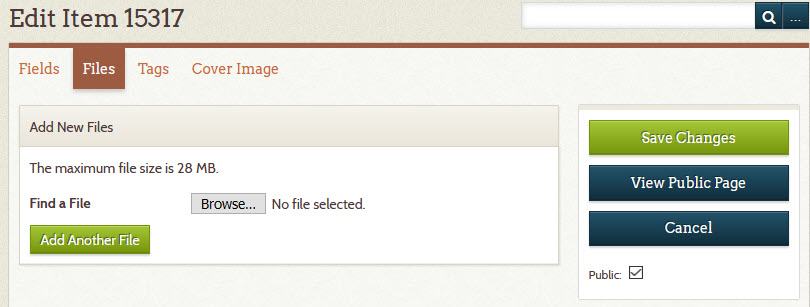 Edit Item 15317
...
Fields Files Tags Cover Image
Add New Files
The maximum file size is 28 MB.
Find a File Browse... No file selected.
Add Another File
Save Changes
View Public Page
Cancel
Public: